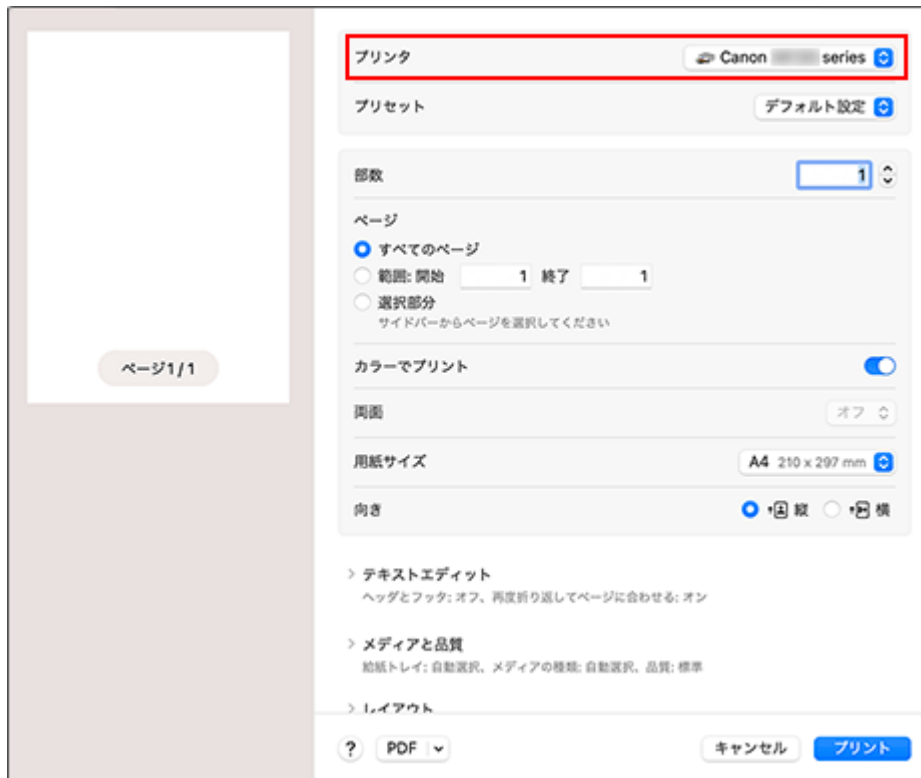 プリンタ
Canon series
プリセット
デフォルト設定
部数
1
ページ
すべてのページ
範囲: 開始 1 終了 1
選択部分
サイドバーからページを選択してください
ページ1 / 1
カラーでプリント
両面
オフ
用紙サイズ
A4 210 x 297 mm
向き
縦 横
テキストエディット
ヘッダとフッタ: オフ、再度折り返してページに合わせる: オン
メディアと品質
給紙トレイ: 自動選択、メディアの種類: 自動選択、品質: 標準
レイアウト
? PDF
キャンセル プリント